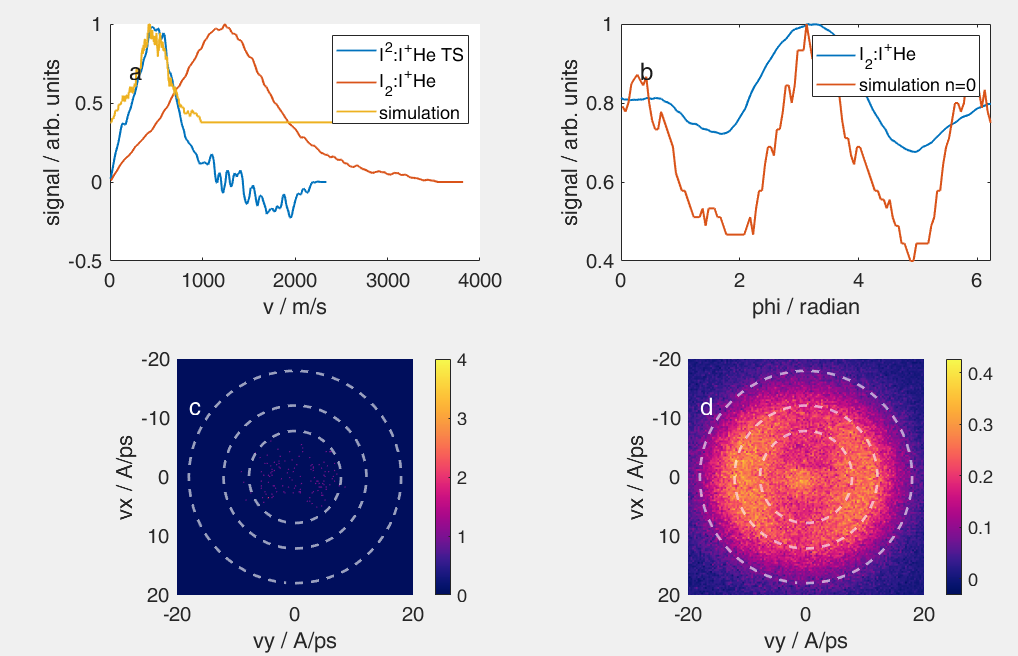 1
0.5
0
-0.5
signal / arb. units
a
I²:I⁺He TS
I₂:I⁺He
simulation
0
1000
2000
3000
4000
v / m/s
1
0.8
0.6
0.4
signal / arb. units
b
I₂:I⁺He
simulation n=0
0
2
4
6
phi / radian
-20
-10
0
10
20
vx / A/ps
c
-20
0
20
vy / A/ps
4
3
2
1
0
-20
-10
0
10
20
vx / A/ps
d
-20
0
20
vy / A/ps
0.4
0.3
0.2
0.1
0